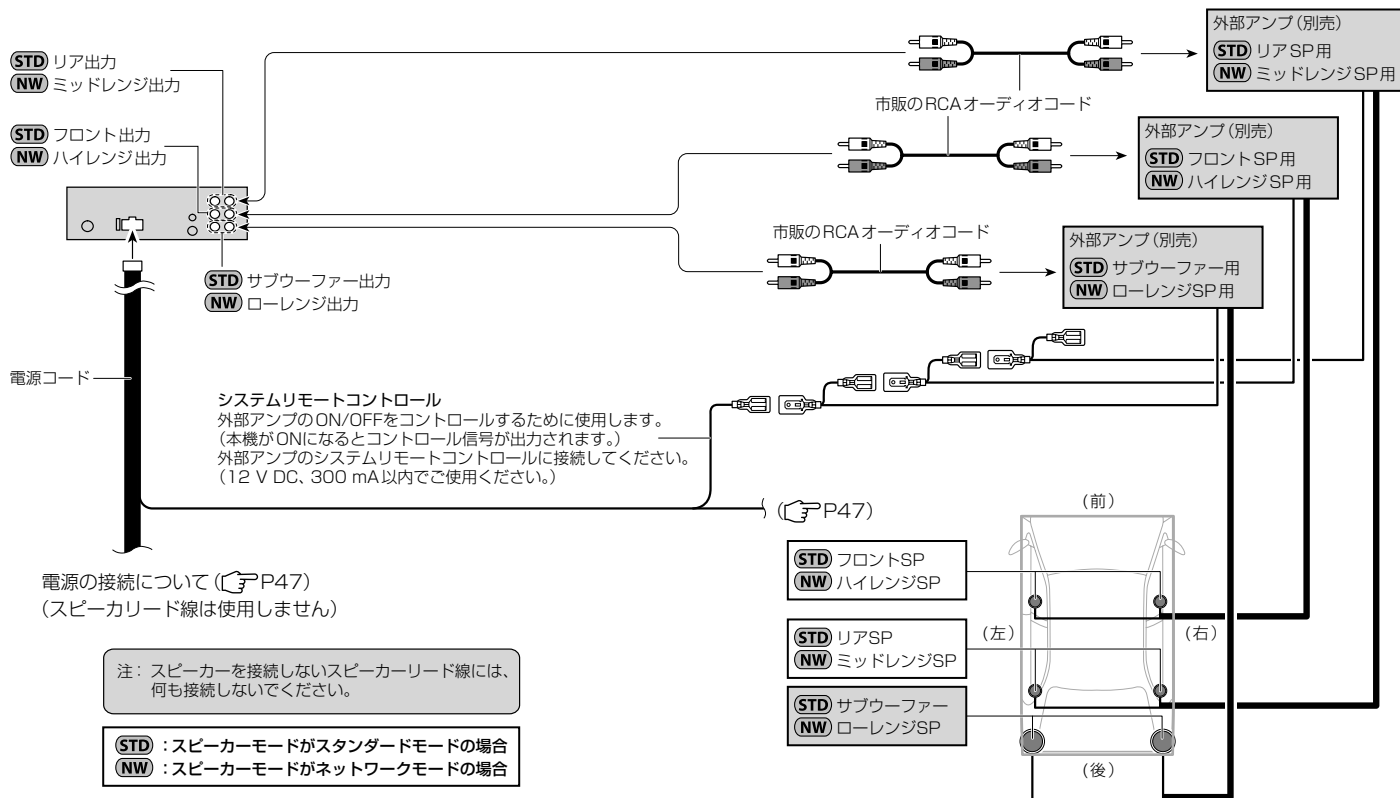 STD リア出力
NW ミッドレンジ出力
STD フロント出力
NW ハイレンジ出力
STD サブウーファー出力
NW ローレンジ出力
市販のRCAオーディオコード
市販のRCAオーディオコード
外部アンプ(別売)
STD リアSP用
NW ミッドレンジSP用
外部アンプ(別売)
STD フロントSP用
NW ハイレンジSP用
外部アンプ(別売)
STD サブウーファー用
NW ローレンジSP用
電源コード
システムリモートコントロール
外部アンプのON/OFFをコントロールするために使用します。
(本機がONになるとコントロール信号が出力されます。)
外部アンプのシステムリモートコントロールに接続してください。
(12 V DC、300 mA以内でご使用ください。)
(P47)
電源の接続について(P47)
(スピーカリード線は使用しません)
注: スピーカーを接続しないスピーカーリード線には、
何も接続しないでください。
STD :スピーカーモードがスタンダードモードの場合
NW :スピーカーモードがネットワークモードの場合
STD フロントSP
NW ハイレンジSP
STD リアSP
NW ミッドレンジSP
STD サブウーファー
NW ローレンジSP
(前)
(左)
(右)
(後)